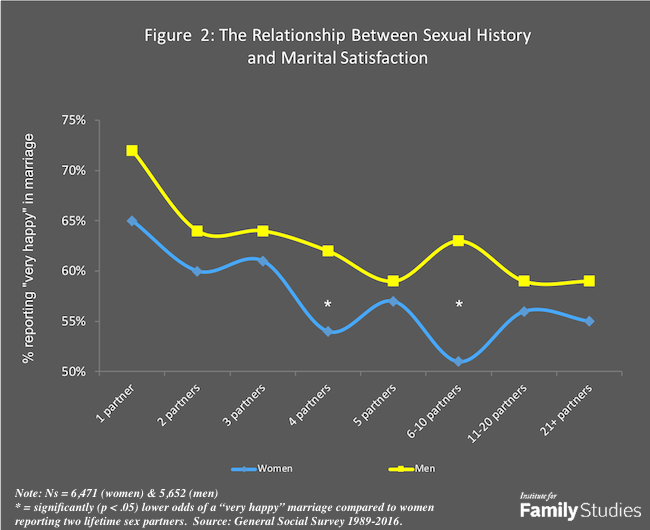 Figure 2: The Relationship Between Sexual History
and Marital Satisfaction
% reporting "very happy" in marriage
75%
70%
65%
60%
55%
50%
*
*
1 partner
2 partners
3 partners
4 partners
5 partners
6-10 partners
11-20 partners
21+ partners
Women
Men
Note: Ns = 6,471 (women) & 5,652 (men)
* = significantly (p < .05) lower odds of a “very happy” marriage compared to women
reporting two lifetime sex partners. Source: General Social Survey 1989-2016.
Institute for
Family Studies